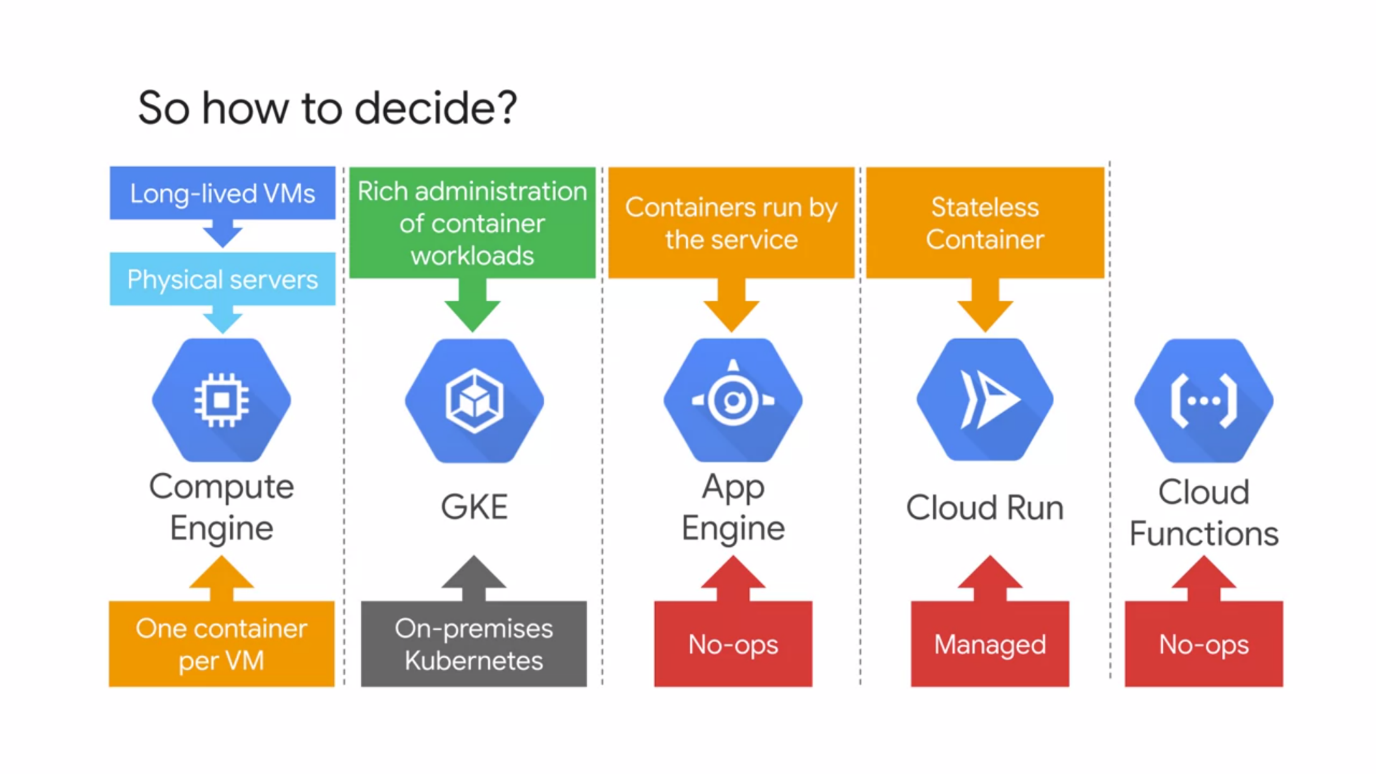 So how to decide?
Long-lived VMs
Physical servers
Compute
Engine
One container
per VM
Rich administration
of container
workloads
GKE
On-premises
Kubernetes
Containers run by
the service
App
Engine
No-ops
Stateless
Container
Cloud Run
Managed
Cloud
Functions
No-ops